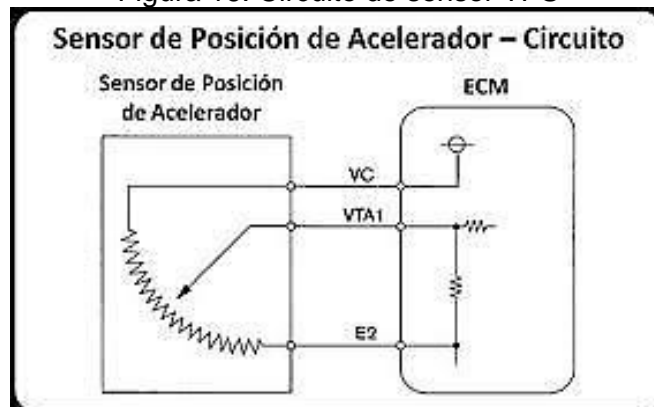 Sensor de Posición de Acelerador – Circuito
Sensor de Posición
de Acelerador
ECM
VC
VTA1
E2